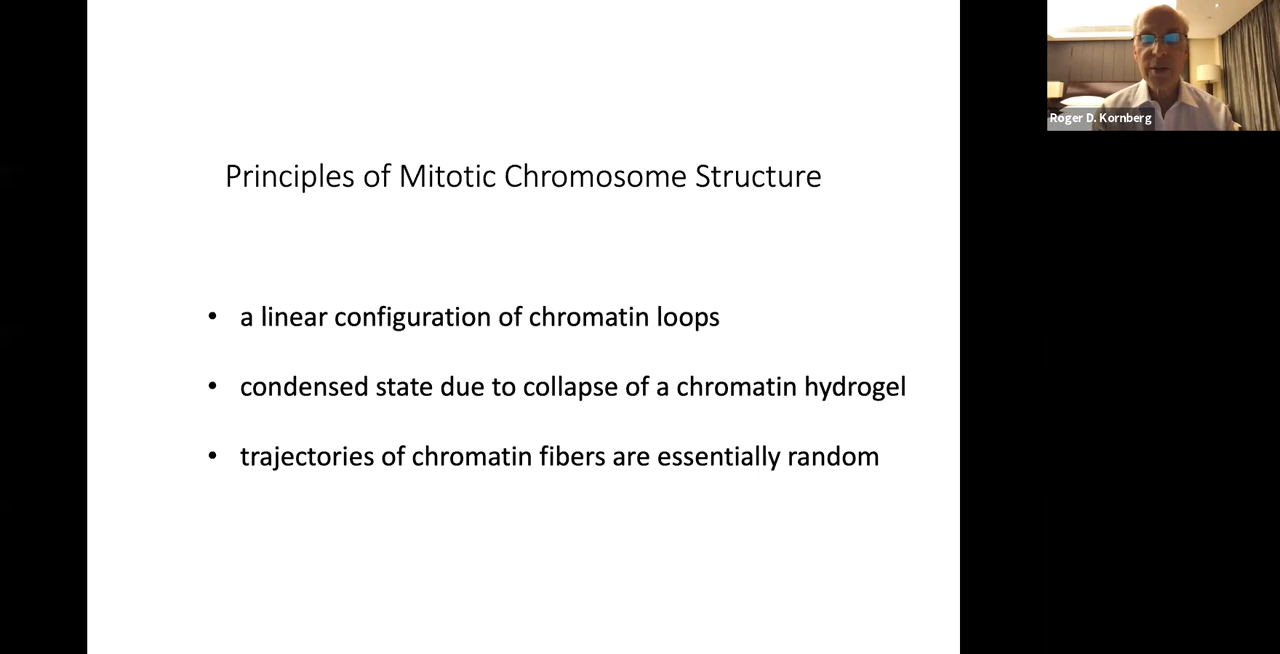 Principles of Mitotic Chromosome Structure
• a linear configuration of chromatin loops
• condensed state due to collapse of a chromatin hydrogel
• trajectories of chromatin fibers are essentially random
Roger D. Kornberg